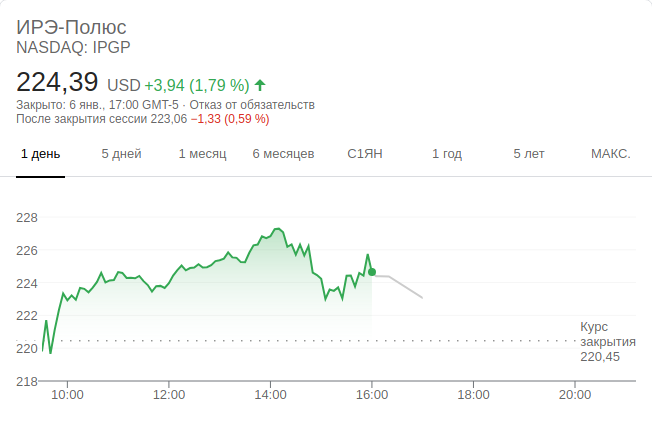 ИРЭ-Полюс
NASDAQ: IPGP
224,39 USD +3,94 (1,79 %)
Закрыто: 6 янв., 17:00 GMT-5 · Отказ от обязательств
После закрытия сессии 223,06 −1,33 (0,59 %)
1 день 5 дней 1 месяц 6 месяцев С1ЯН 1 год 5 лет МАКС.
228
226
224
222
220
218
Курс
закрытия
220,45
10:00 12:00 14:00 16:00 18:00 20:00